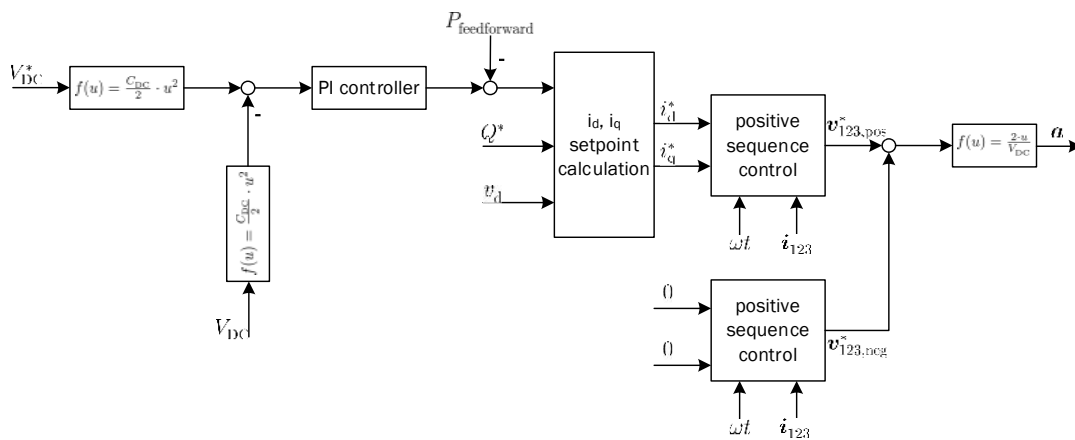 P_feedforward
-
V*_DC
f(u) = C_DC/2 · u²
-
PI controller
i_d, i_q
setpoint
calculation
Q*
v_d
i*_d
i*_q
positive
sequence
control
v*_123,pos
f(u) = 2·u/V_DC
a
ωt
i_123
f(u) = C_DC/2 · u²
V_DC
0
0
positive
sequence
control
v*_123,neg
ωt
i_123